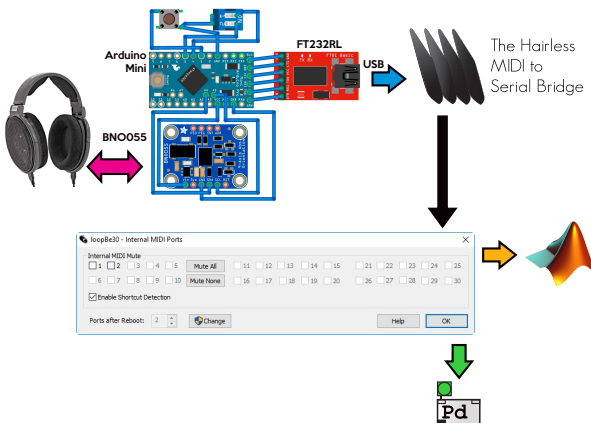 Arduino
Mini
FT232RL
FTDI Basic
USB
The Hairless
MIDI to
Serial Bridge
BNO055
BNO055
loopBe30 - Internal MIDI Ports
Internal MIDI Mute
1 2 3 4 5 Mute All 11 12 13 14 15 21 22 23 24 25
6 7 8 9 10 Mute None 16 17 18 19 20 26 27 28 29 30
Enable Shortcut Detection
Ports after Reboot: 2 Change Help OK
Pd